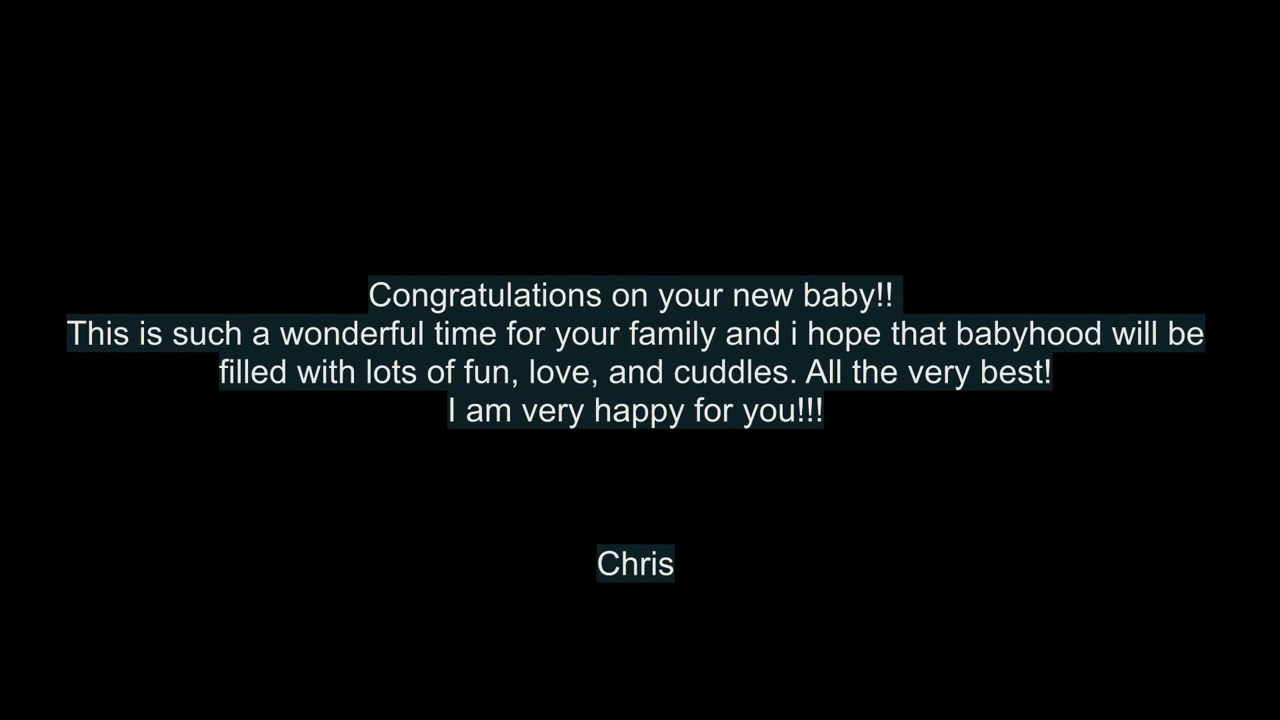 Congratulations on your new baby!!
This is such a wonderful time for your family and i hope that babyhood will be
filled with lots of fun, love, and cuddles. All the very best!
I am very happy for you!!!
Chris